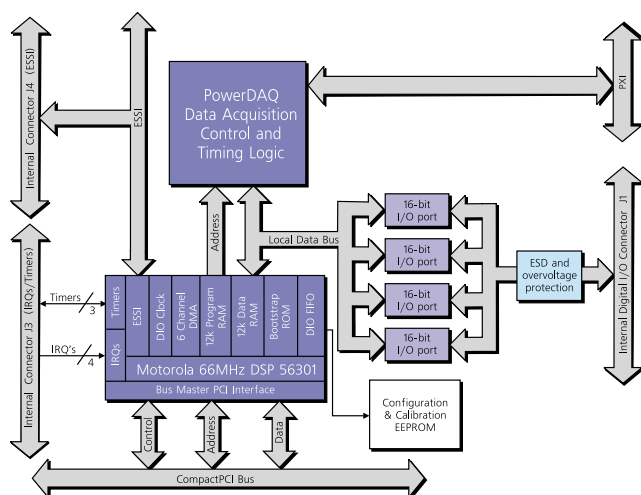 Internal Connector J4 (ESSI)
ESSI
PowerDAQ
Data Acquisition
Control and
Timing Logic
PXI
Address
Local Data Bus
16-bit
I/O port
16-bit
I/O port
16-bit
I/O port
16-bit
I/O port
ESD and
overvoltage
protection
Internal Digital I/O Connector J1
Internal Connector J3 (IRQs/Timers)
Timers
3
IRQ's
4
Timers
IRQs
ESSI
DIO Clock
6 Channel
DMA
12k Program
RAM
12k Data
RAM
Bootstrap
ROM
DIO FIFO
Motorola 66MHz DSP 56301
Bus Master PCI Interface
Configuration
& Calibration
EEPROM
Control
Address
Data
CompactPCI Bus